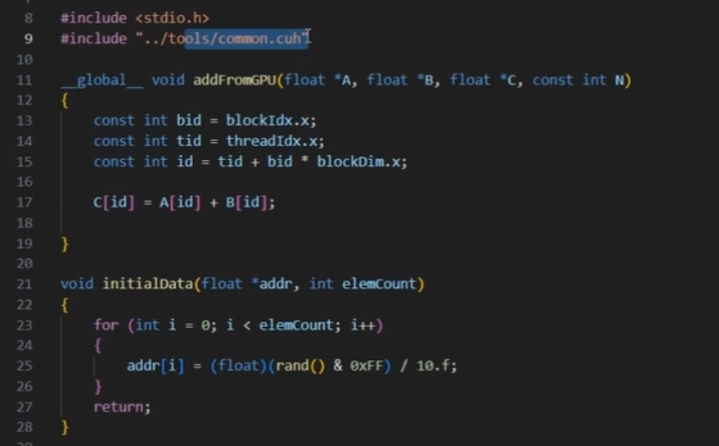 8 #include <stdio.h>
9 #include "../tools/common.cuh"
10
11 __global__ void addFromGPU(float *A, float *B, float *C, const int N)
12 {
13 const int bid = blockIdx.x;
14 const int tid = threadIdx.x;
15 const int id = tid + bid * blockDim.x;
16
17 C[id] = A[id] + B[id];
18
19 }
20
21 void initialData(float *addr, int elemCount)
22 {
23 for (int i = 0; i < elemCount; i++)
24 {
25 addr[i] = (float)(rand() & 0xFF) / 10.f;
26 }
27 return;
28 }